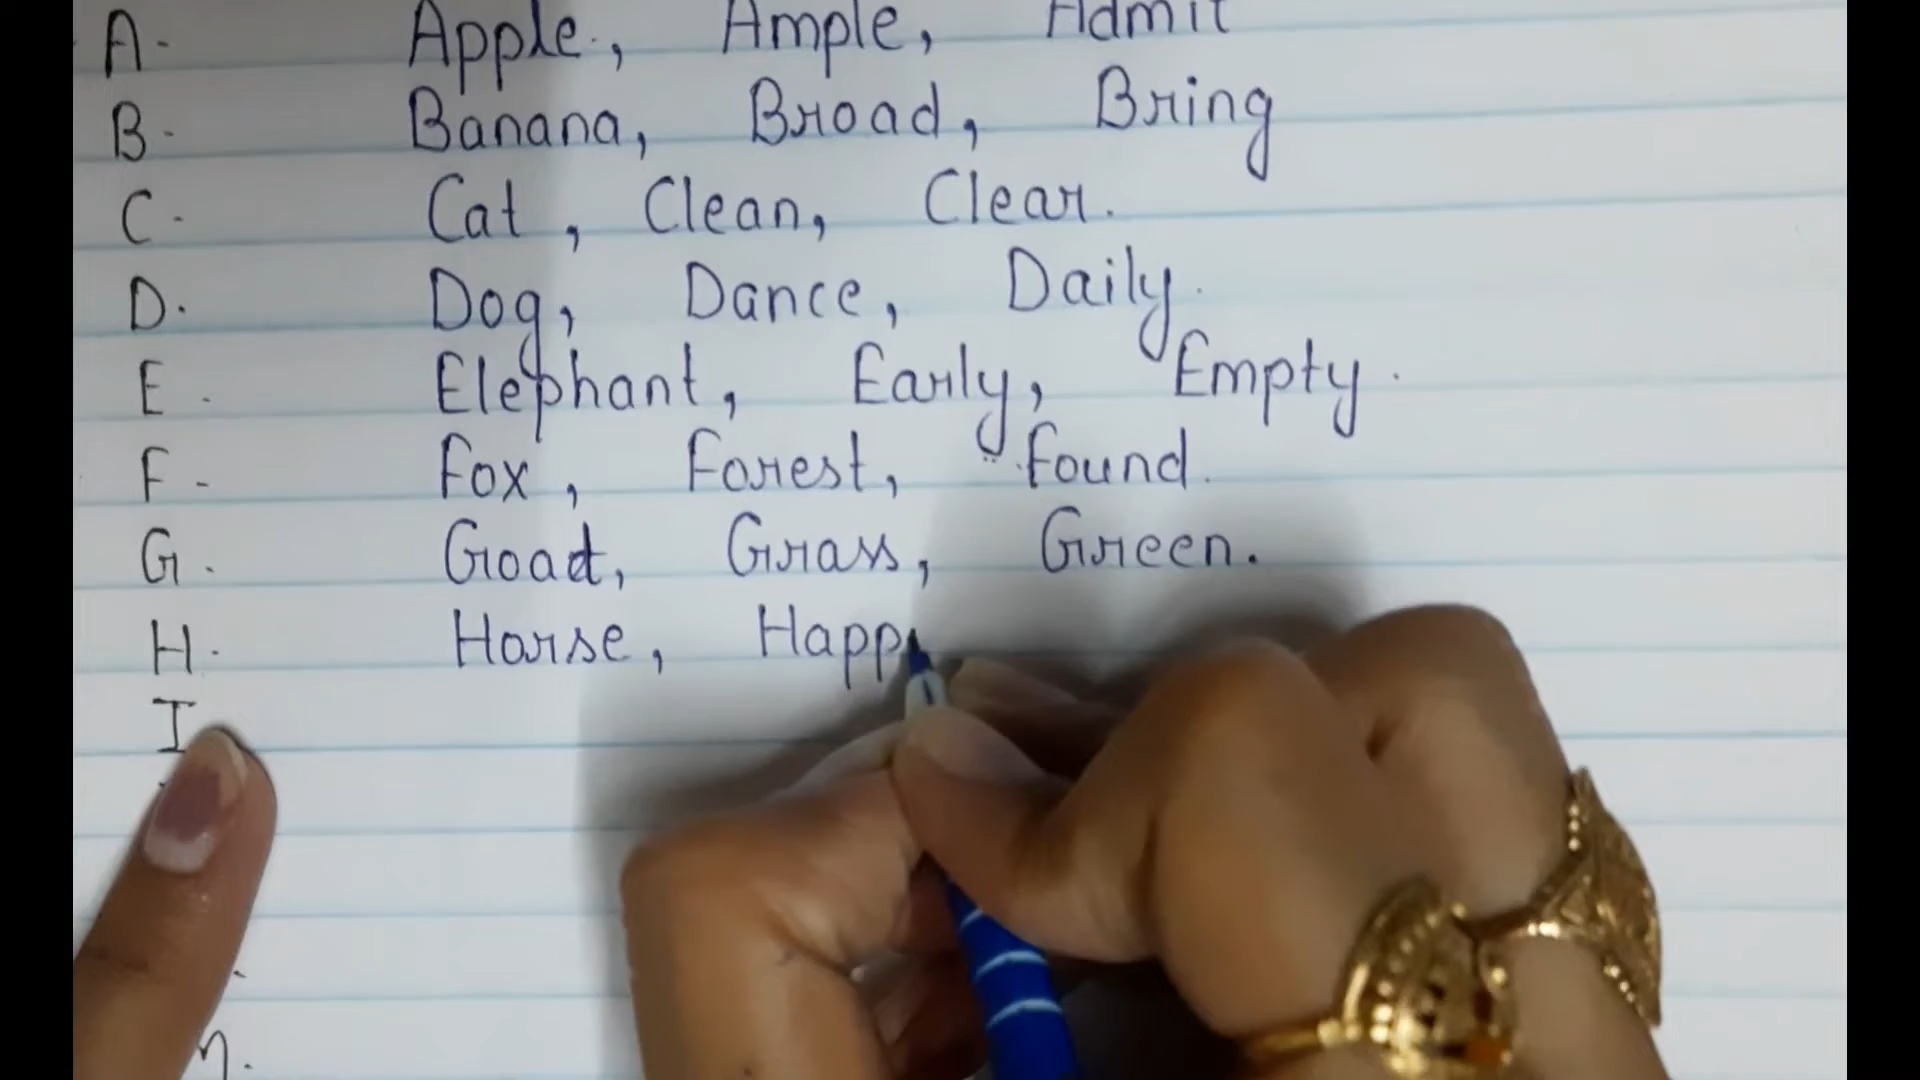 A. Apple, Ample, Admit
B. Banana, Broad, Bring
C. Cat, Clean, Clear.
D. Dog, Dance, Daily.
E. Elephant, Early, Empty.
F. Fox, Forest, Found.
G. Goat, Grass, Green.
H. Horse, Happ
I